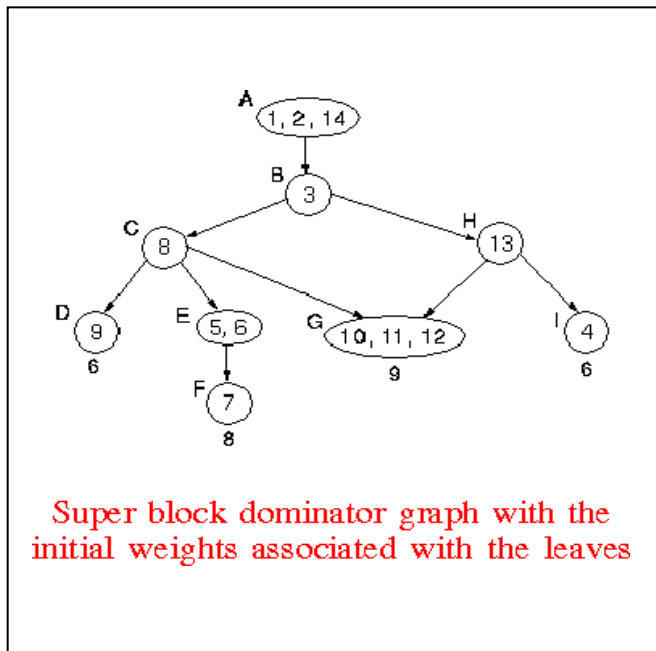 A
1, 2, 14
B
3
C
8
H
13
D
9
6
E
5, 6
G
10, 11, 12
9
I
4
6
F
7
8
Super block dominator graph with the
initial weights associated with the leaves